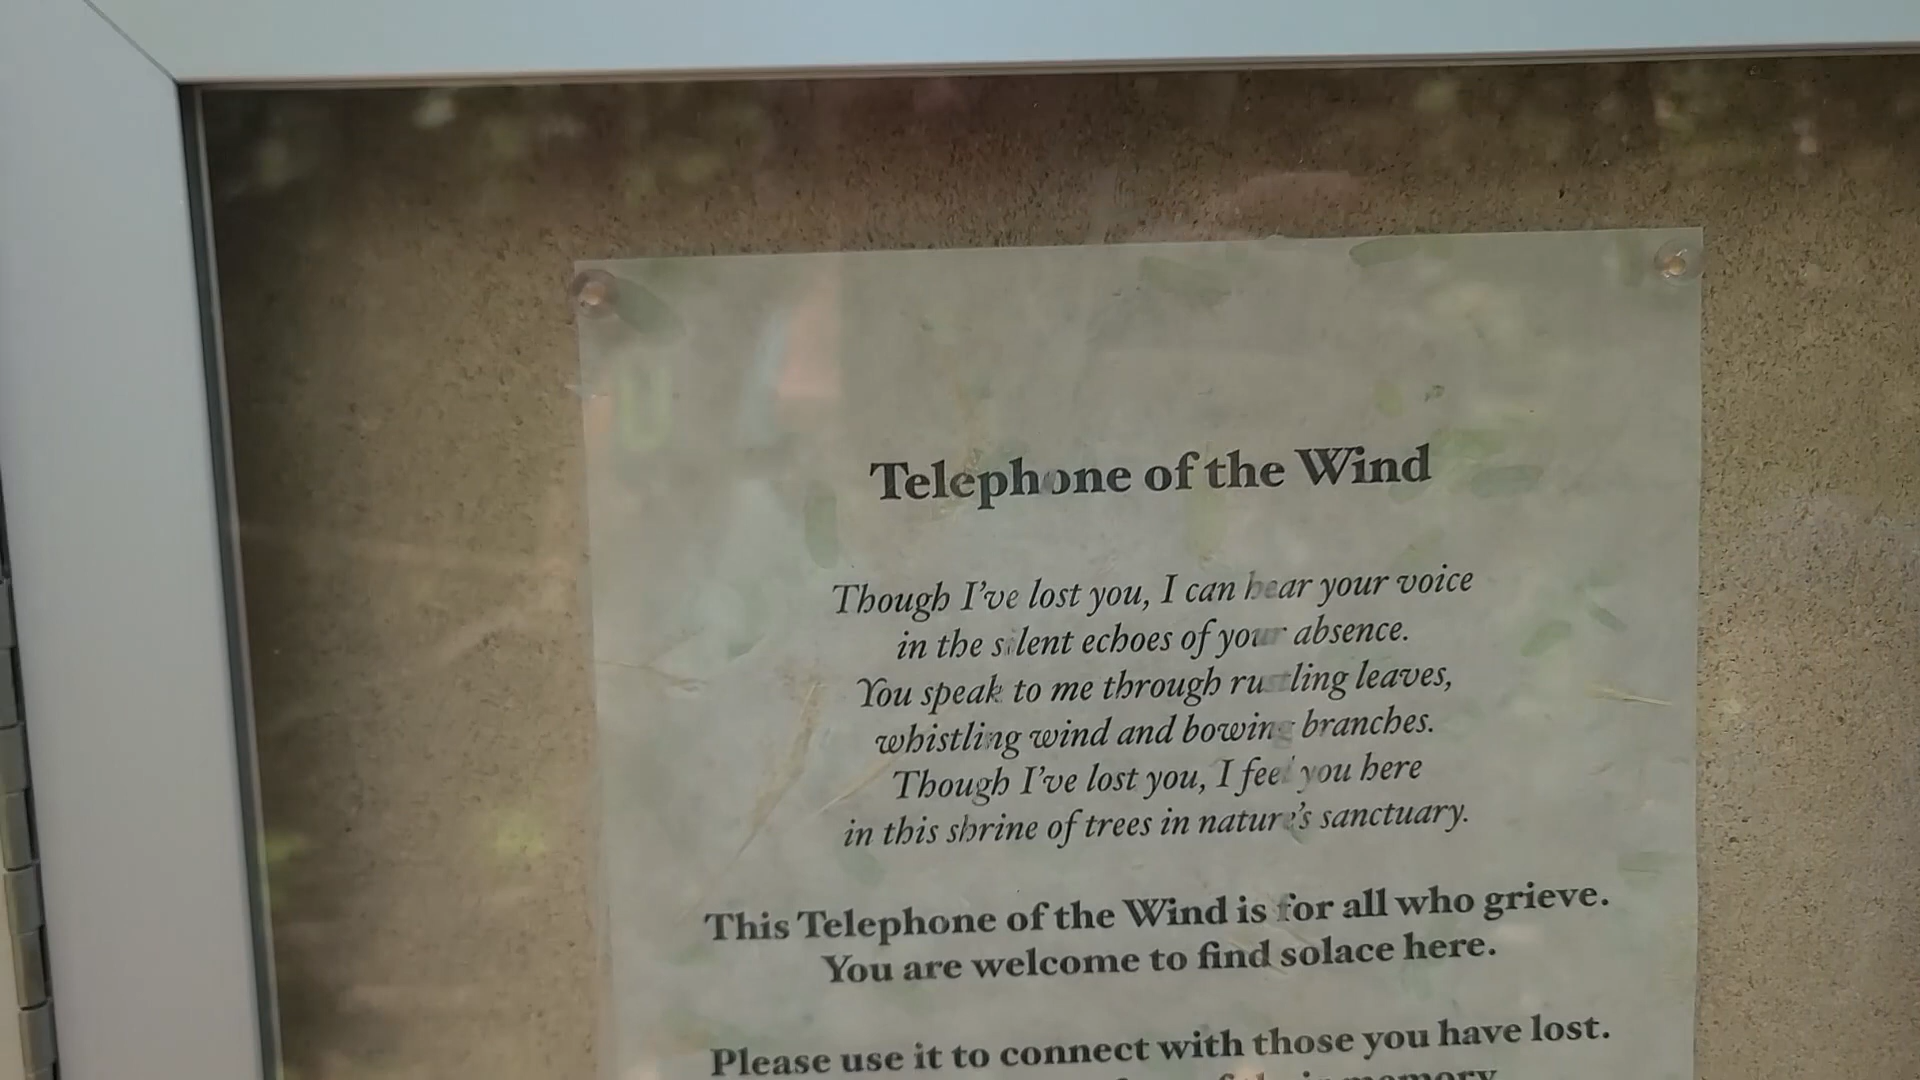 Telephone of the Wind
Though I've lost you, I can hear your voice
in the silent echoes of your absence.
You speak to me through rustling leaves,
whistling wind and bowing branches.
Though I've lost you, I feel you here
in this shrine of trees in nature's sanctuary.
This Telephone of the Wind is for all who grieve.
You are welcome to find solace here.
Please use it to connect with those you have lost.
memory